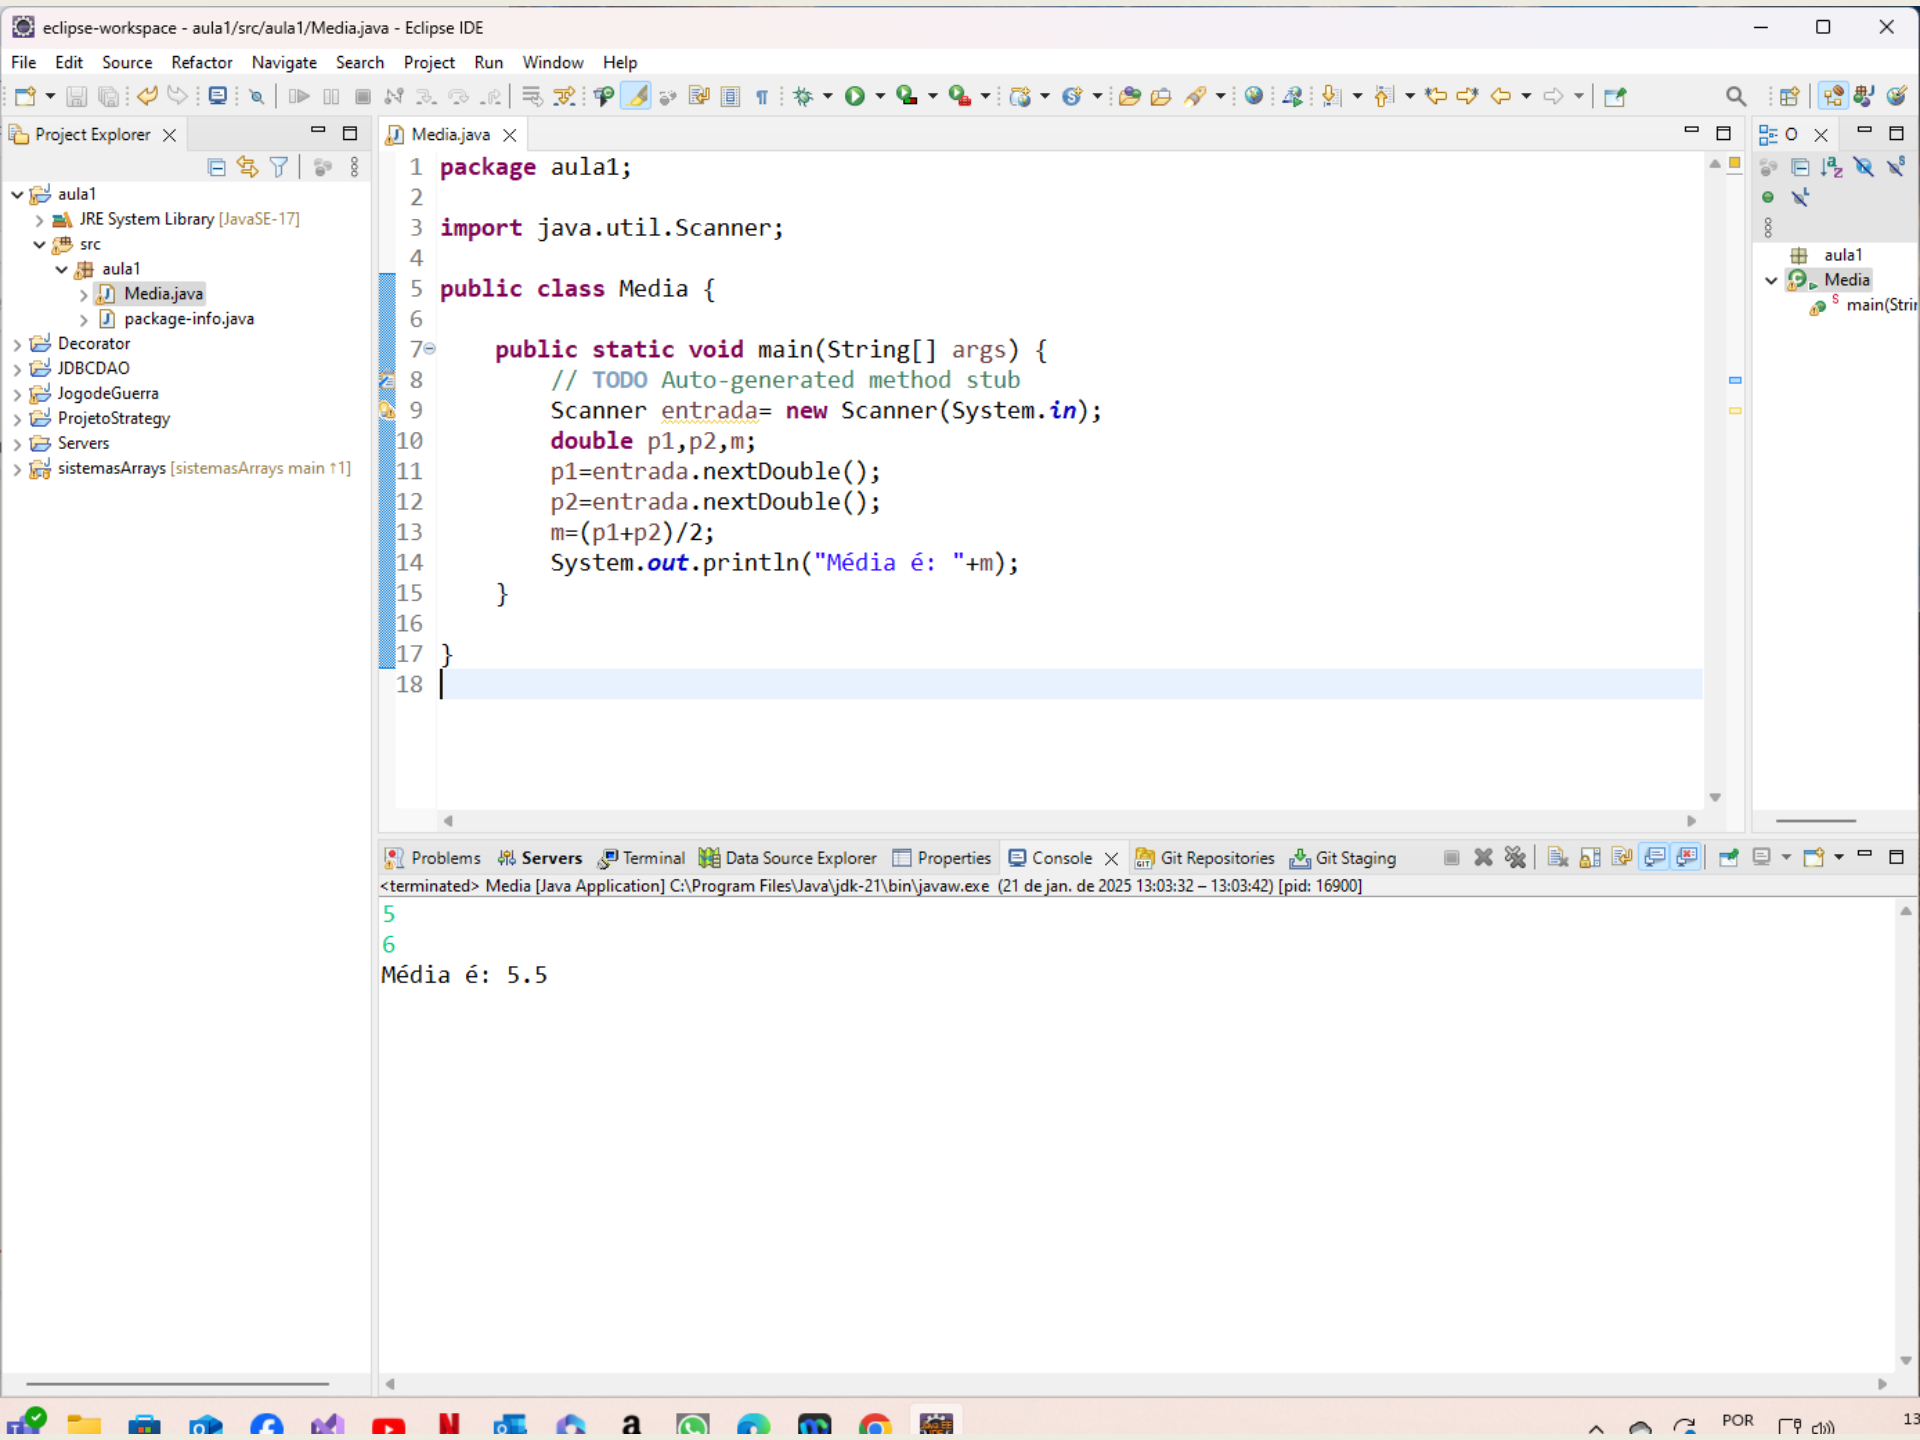 eclipse-workspace - aula1/src/aula1/Media.java - Eclipse IDE
File Edit Source Refactor Navigate Search Project Run Window Help
Project Explorer
aula1
JRE System Library [JavaSE-17]
src
aula1
Media.java
package-info.java
Decorator
JDBCDAO
JogodeGuerra
ProjetoStrategy
Servers
sistemasArrays [sistemasArrays main ↑1]
Media.java
1 package aula1;
2
3 import java.util.Scanner;
4
5 public class Media {
6
7 public static void main(String[] args) {
8 // TODO Auto-generated method stub
9 Scanner entrada= new Scanner(System.in);
10 double p1,p2,m;
11 p1=entrada.nextDouble();
12 p2=entrada.nextDouble();
13 m=(p1+p2)/2;
14 System.out.println("Média é: "+m);
15 }
16
17 }
18
O
aula1
Media
main(Strin
Problems Servers Terminal Data Source Explorer Properties Console Git Repositories Git Staging
<terminated> Media [Java Application] C:\Program Files\Java\jdk-21\bin\javaw.exe (21 de jan. de 2025 13:03:32 – 13:03:42) [pid: 16900]
5
6
Média é: 5.5
POR
13